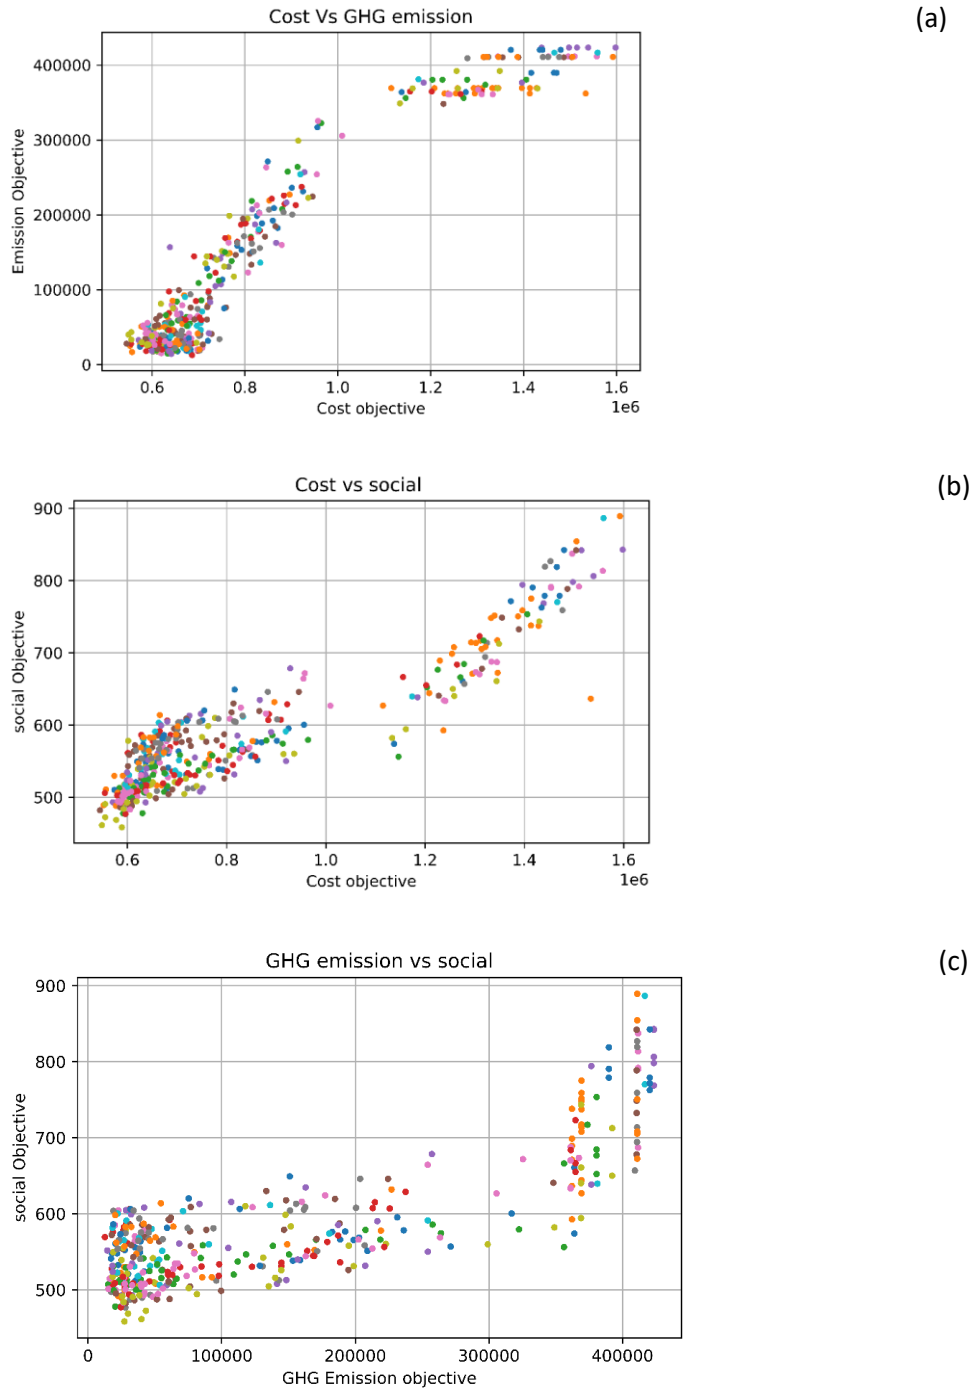 Cost Vs GHG emission
(a)
400000
300000
200000
100000
0
Emission Objective
0.6 0.8 1.0 1.2 1.4 1.6
1e6
Cost objective
Cost vs social
(b)
900
800
700
600
500
social Objective
0.6 0.8 1.0 1.2 1.4 1.6
1e6
Cost objective
GHG emission vs social
(c)
900
800
700
600
500
social Objective
0 100000 200000 300000 400000
GHG Emission objective